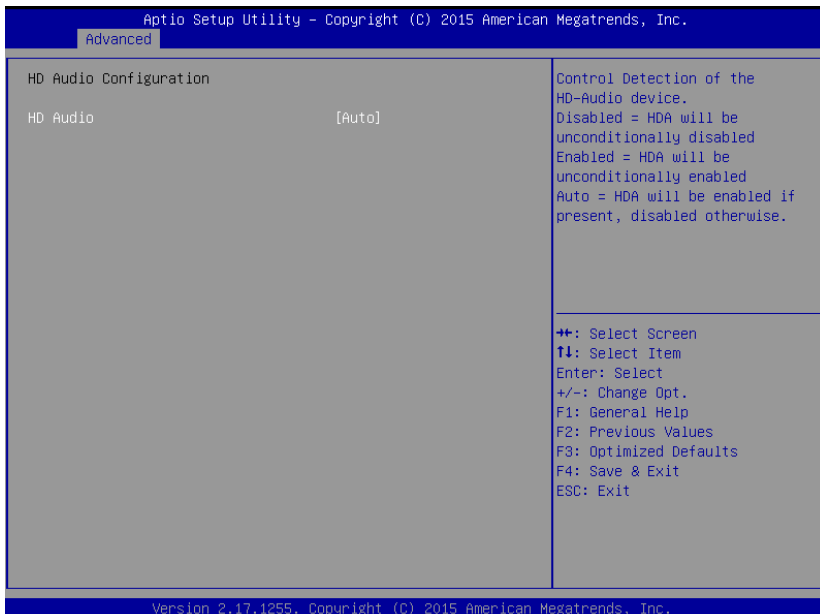 Aptio Setup Utility – Copyright (C) 2015 American Megatrends, Inc.
Advanced
HD Audio Configuration
HD Audio [Auto]
Control Detection of the
HD-Audio device.
Disabled = HDA will be
unconditionally disabled
Enabled = HDA will be
unconditionally enabled
Auto = HDA will be enabled if
present, disabled otherwise.
→←: Select Screen
↑↓: Select Item
Enter: Select
+/-: Change Opt.
F1: General Help
F2: Previous Values
F3: Optimized Defaults
F4: Save & Exit
ESC: Exit
Version 2.17.1255. Copyright (C) 2015 American Megatrends, Inc.